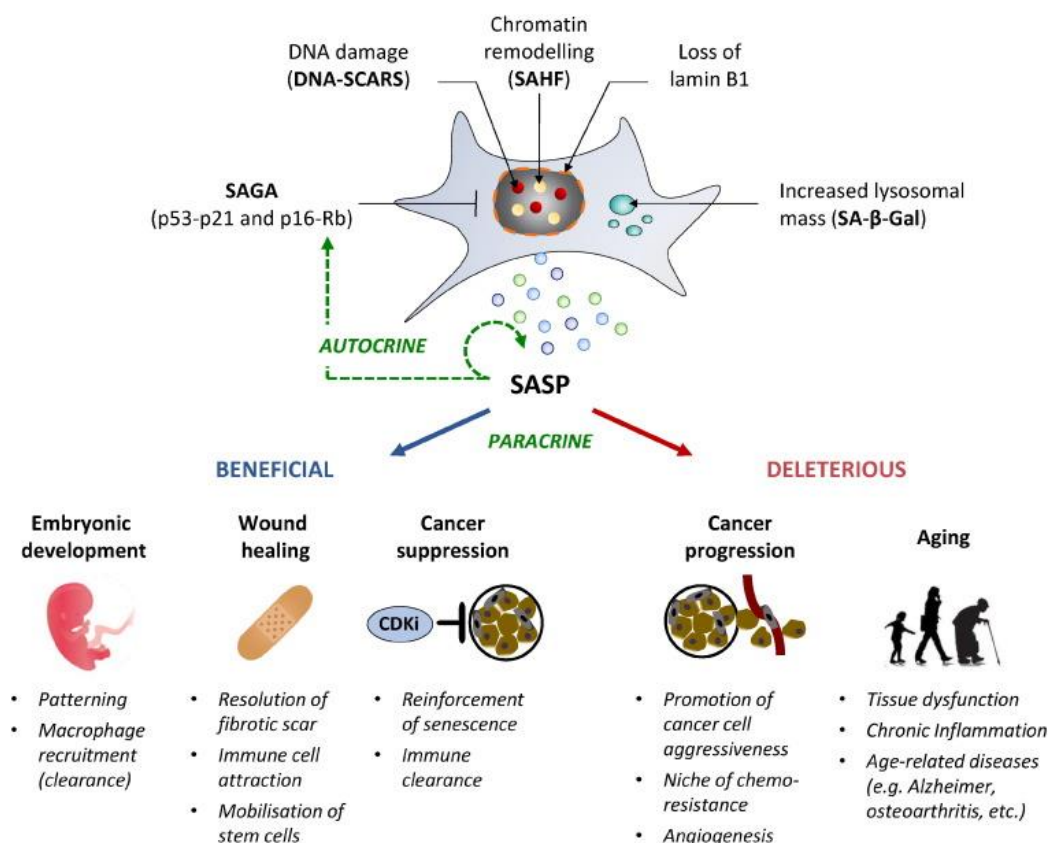 DNA damage
(DNA-SCARS)
Chromatin
remodelling
(SAHF)
Loss of
lamin B1
SAGA
(p53-p21 and p16-Rb)
Increased lysosomal
mass (SA-β-Gal)
AUTOCRINE
SASP
PARACRINE
BENEFICIAL
DELETERIOUS
Embryonic
development
• Patterning
• Macrophage
recruitment
(clearance)
Wound
healing
• Resolution of
fibrotic scar
• Immune cell
attraction
• Mobilisation of
stem cells
Cancer
suppression
CDKi
• Reinforcement
of senescence
• Immune
clearance
Cancer
progression
• Promotion of
cancer cell
aggressiveness
• Niche of chemo-
resistance
• Angiogenesis
Aging
• Tissue dysfunction
• Chronic Inflammation
• Age-related diseases
(e.g. Alzheimer,
osteoarthritis, etc.)